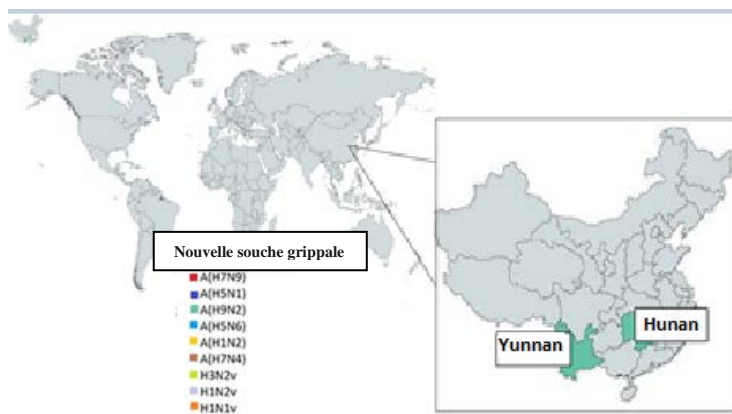 Nouvelle souche grippale
A(H7N9)
A(H5N1)
A(H9N2)
A(H5N6)
A(H1N2)
A(H7N4)
H3N2v
H1N2v
H1N1v
Yunnan
Hunan